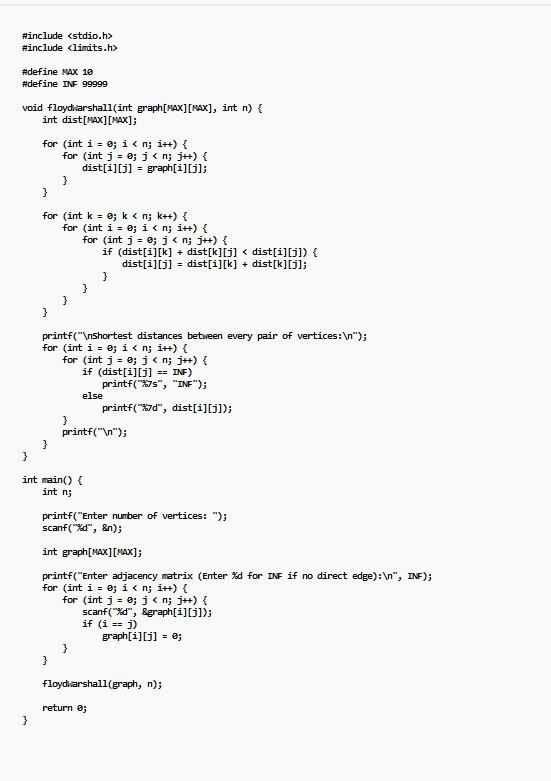 #include <stdio.h>
#include <limits.h>

#define MAX 10
#define INF 99999

void floydWarshall(int graph[MAX][MAX], int n) {
    int dist[MAX][MAX];

    for (int i = 0; i < n; i++) {
        for (int j = 0; j < n; j++) {
            dist[i][j] = graph[i][j];
        }
    }

    for (int k = 0; k < n; k++) {
        for (int i = 0; i < n; i++) {
            for (int j = 0; j < n; j++) {
                if (dist[i][k] + dist[k][j] < dist[i][j]) {
                    dist[i][j] = dist[i][k] + dist[k][j];
                }
            }
        }
    }

    printf("\nShortest distances between every pair of vertices:\n");
    for (int i = 0; i < n; i++) {
        for (int j = 0; j < n; j++) {
            if (dist[i][j] == INF)
                printf("%7s", "INF");
            else
                printf("%7d", dist[i][j]);
        }
        printf("\n");
    }
}

int main() {
    int n;

    printf("Enter number of vertices: ");
    scanf("%d", &n);

    int graph[MAX][MAX];

    printf("Enter adjacency matrix (Enter %d for INF if no direct edge):\n", INF);
    for (int i = 0; i < n; i++) {
        for (int j = 0; j < n; j++) {
            scanf("%d", &graph[i][j]);
            if (i == j)
                graph[i][j] = 0;
        }
    }

    floydWarshall(graph, n);

    return 0;
}